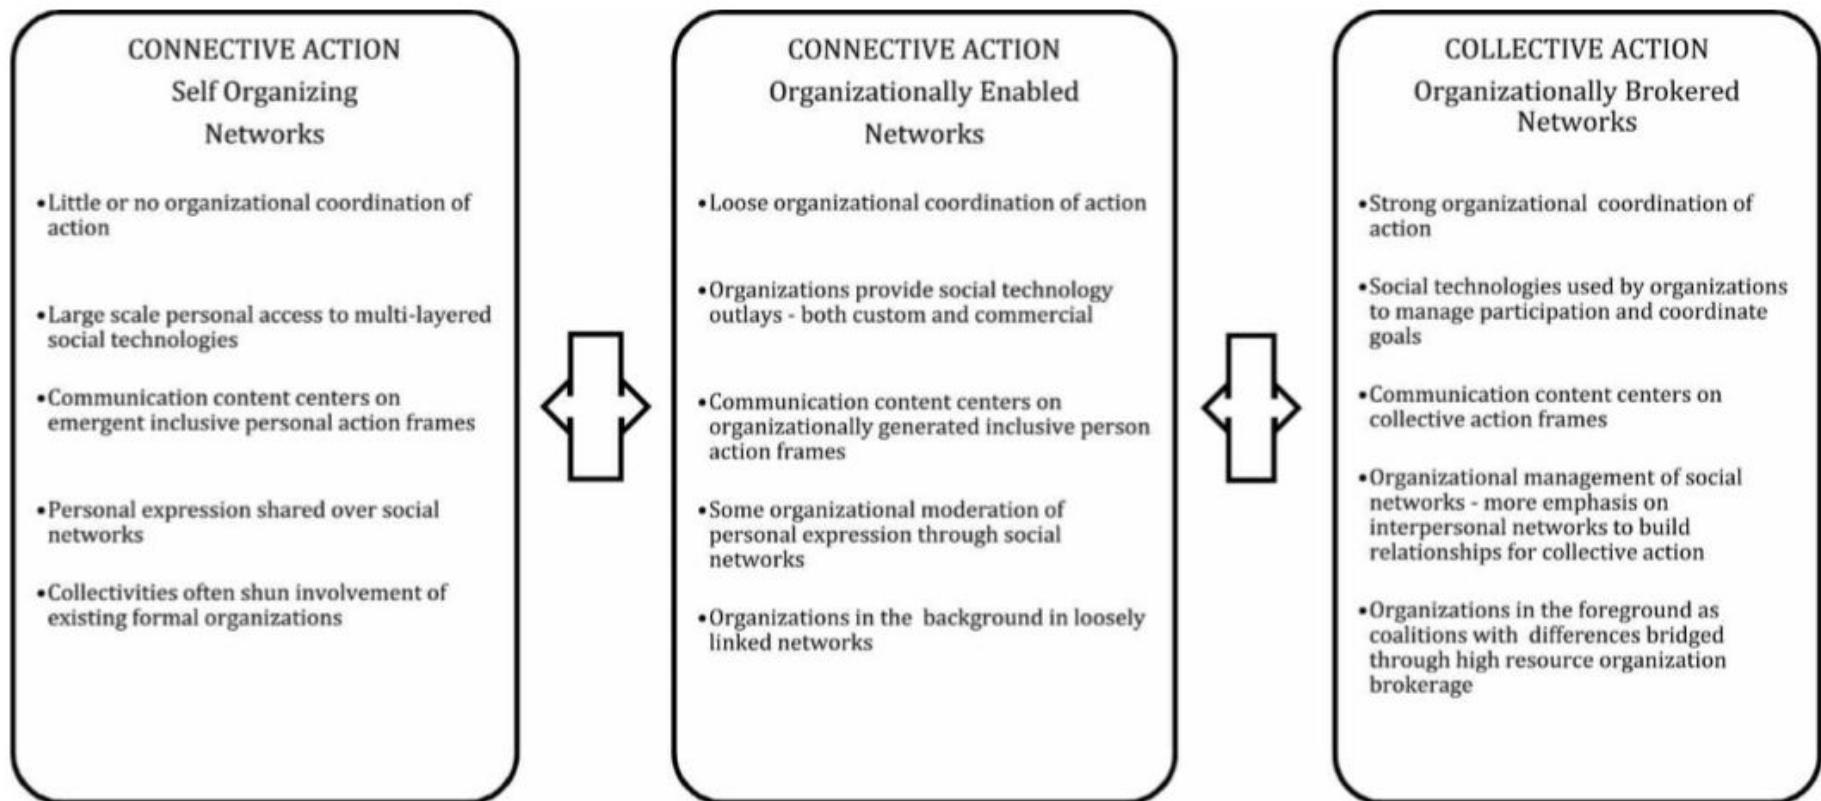 CONNECTIVE ACTION
Self Organizing
Networks
•Little or no organizational coordination of
action
•Large scale personal access to multi-layered
social technologies
•Communication content centers on
emergent inclusive personal action frames
•Personal expression shared over social
networks
•Collectivities often shun involvement of
existing formal organizations
CONNECTIVE ACTION
Organizationally Enabled
Networks
•Loose organizational coordination of action
•Organizations provide social technology
outlays - both custom and commercial
•Communication content centers on
organizationally generated inclusive person
action frames
•Some organizational moderation of
personal expression through social
networks
•Organizations in the background in loosely
linked networks
COLLECTIVE ACTION
Organizationally Brokered
Networks
•Strong organizational coordination of
action
•Social technologies used by organizations
to manage participation and coordinate
goals
•Communication content centers on
collective action frames
•Organizational management of social
networks - more emphasis on
interpersonal networks to build
relationships for collective action
•Organizations in the foreground as
coalitions with differences bridged
through high resource organization
brokerage